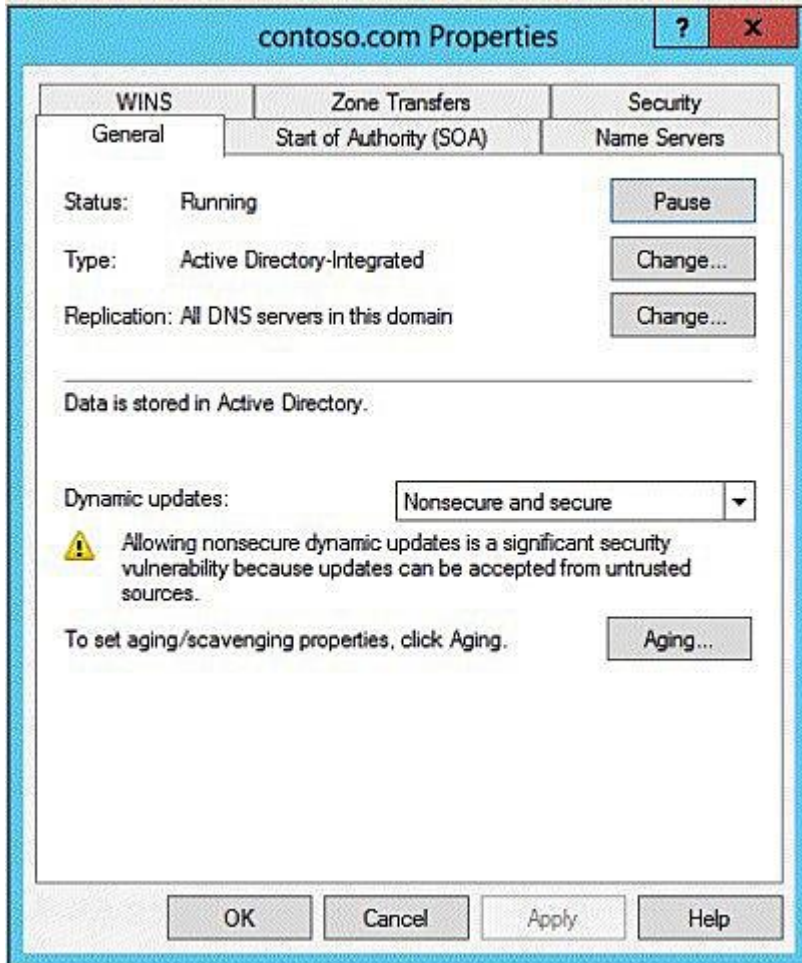 contoso.com Properties
?
x
WINS
Zone Transfers
Security
General
Start of Authority (SOA)
Name Servers
Status: Running
Pause
Type: Active Directory-Integrated
Change...
Replication: All DNS servers in this domain
Change...
Data is stored in Active Directory.
Dynamic updates:
Nonsecure and secure
Allowing nonsecure dynamic updates is a significant security
vulnerability because updates can be accepted from untrusted
sources.
To set aging/scavenging properties, click Aging.
Aging...
OK
Cancel
Apply
Help